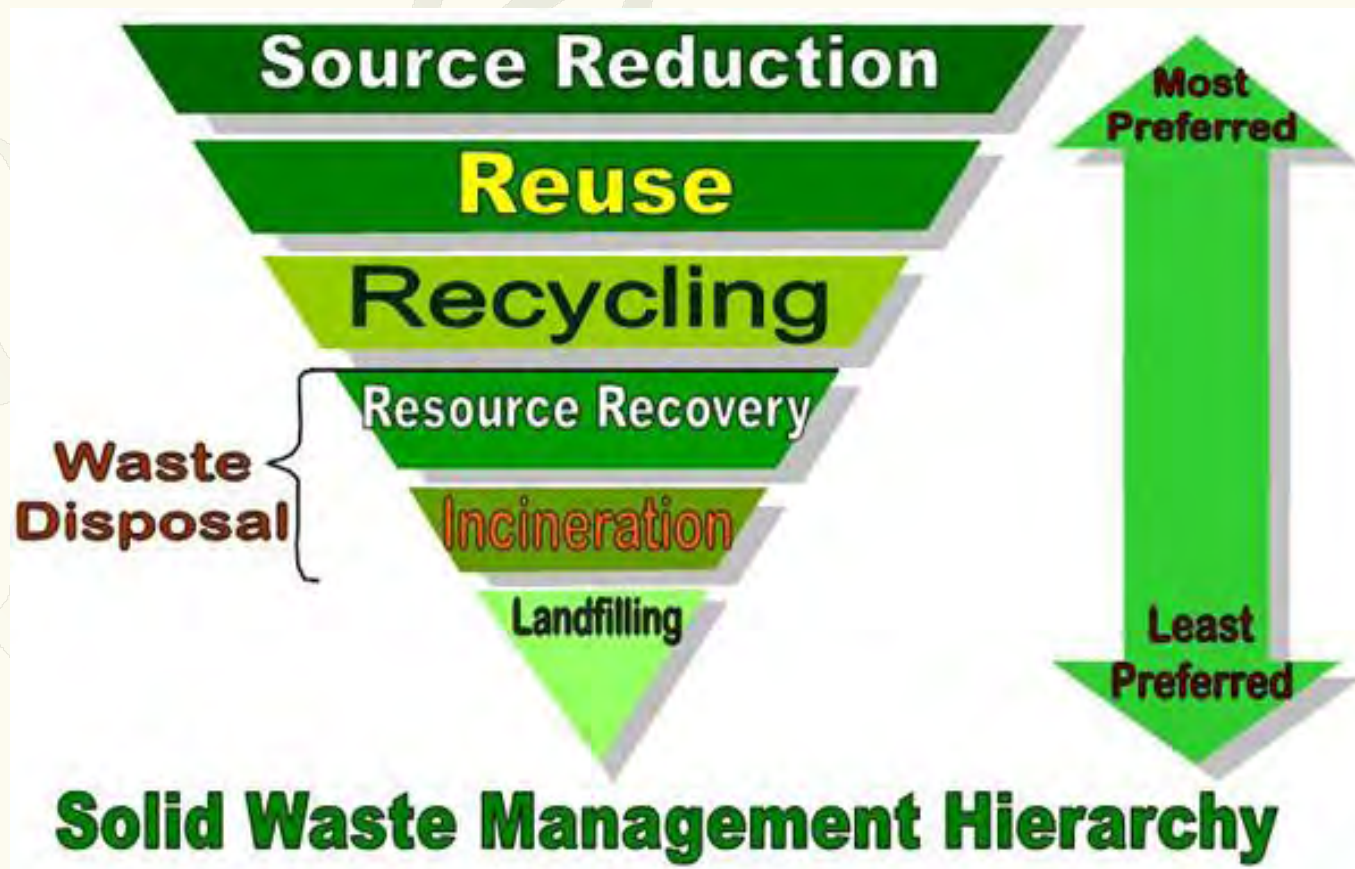 Source Reduction
Most
Preferred
Reuse
Recycling
Resource Recovery
Waste
Disposal
Incineration
Landfilling
Least
Preferred
Solid Waste Management Hierarchy